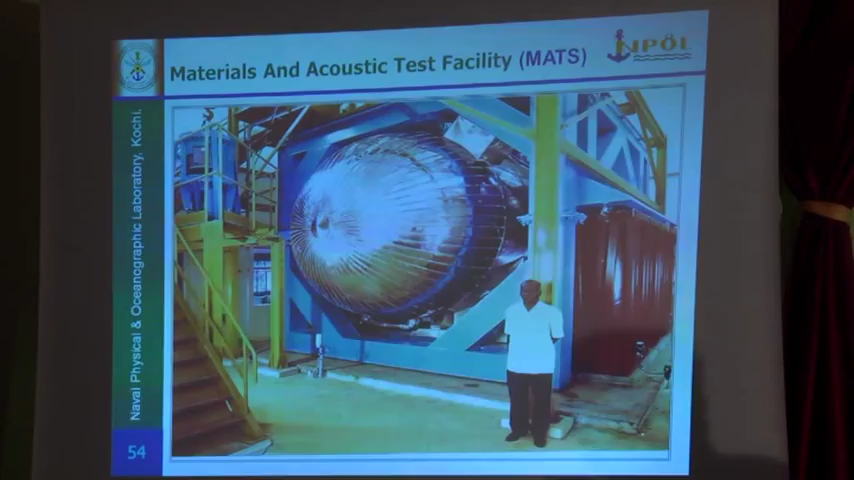 Materials And Acoustic Test Facility (MATS)
NPOL
Naval Physical & Oceanographic Laboratory, Kochi.
54